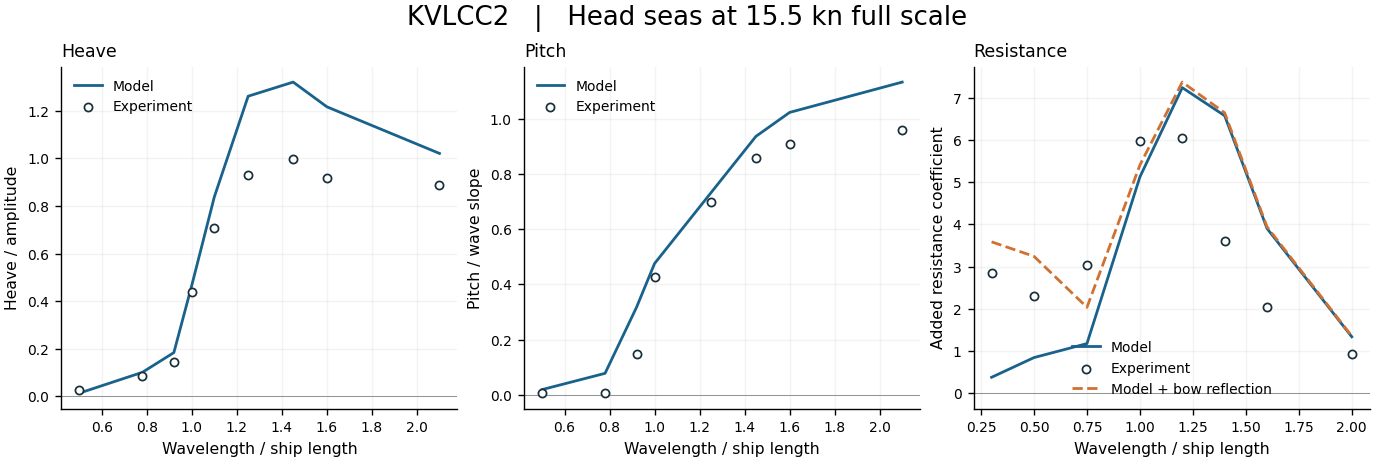 KVLCC2 | Head seas at 15.5 kn full scale
Heave
Model
Experiment
Heave / amplitude
1.2
1.0
0.8
0.6
0.4
0.2
0.0
0.6 0.8 1.0 1.2 1.4 1.6 1.8 2.0
Wavelength / ship length
Pitch
Model
Experiment
Pitch / wave slope
1.0
0.8
0.6
0.4
0.2
0.0
0.6 0.8 1.0 1.2 1.4 1.6 1.8 2.0
Wavelength / ship length
Resistance
Added resistance coefficient
7
6
5
4
3
2
1
0
Model
Experiment
Model + bow reflection
0.25 0.50 0.75 1.00 1.25 1.50 1.75 2.00
Wavelength / ship length